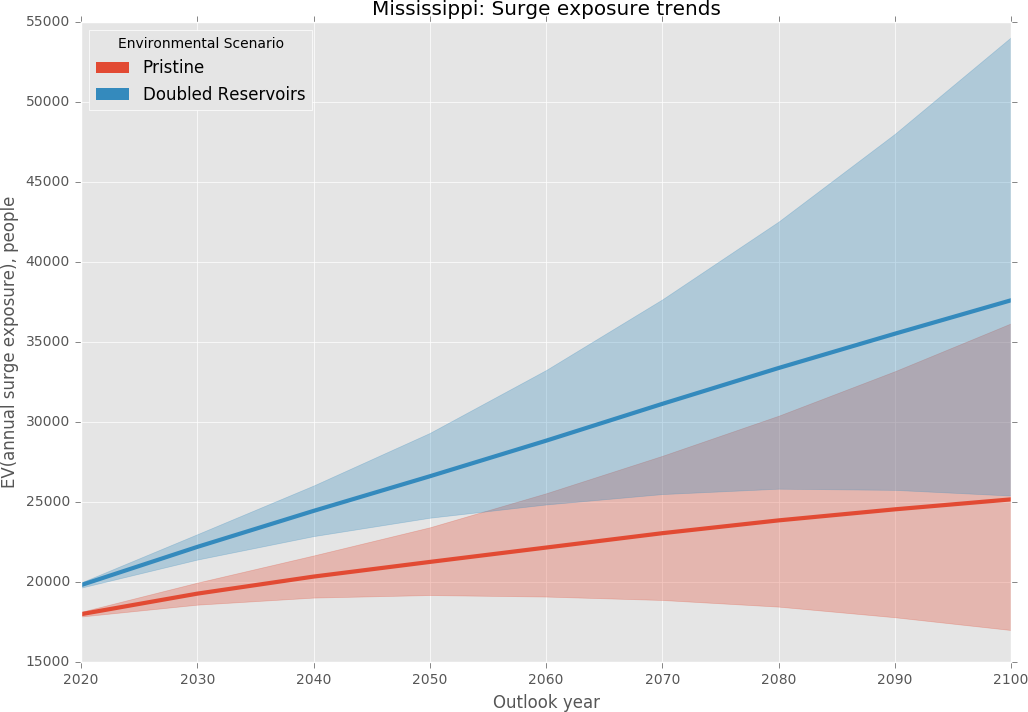 Mississippi: Surge exposure trends
55000
50000
45000
40000
35000
30000
25000
20000
15000
EV(annual surge exposure), people
Environmental Scenario
Pristine
Doubled Reservoirs
2020 2030 2040 2050 2060 2070 2080 2090 2100
Outlook year